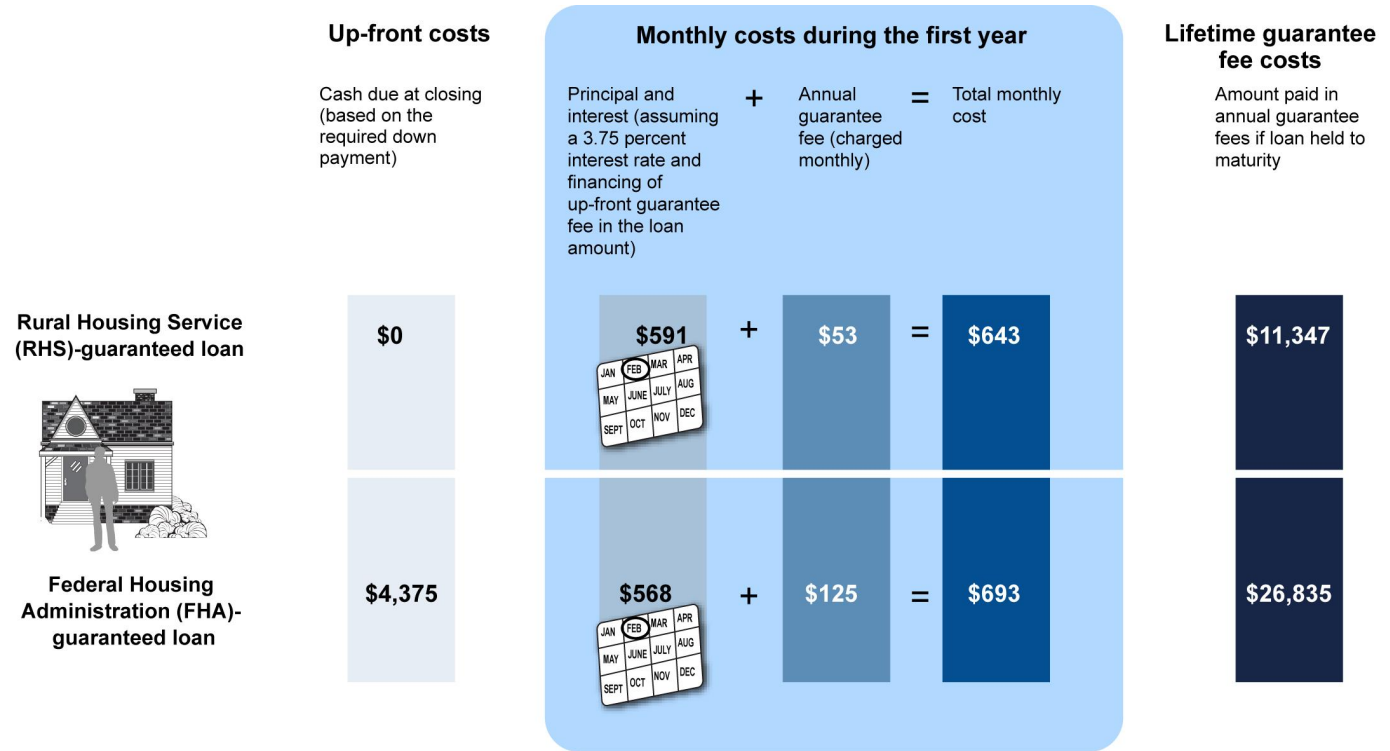 Up-front costs
Cash due at closing
(based on the
required down
payment)
Monthly costs during the first year
Principal and
interest (assuming
a 3.75 percent
interest rate and
financing of
up-front guarantee
fee in the loan
amount)
+
Annual
guarantee
fee (charged
monthly)
=
Total monthly
cost
Lifetime guarantee
fee costs
Amount paid in
annual guarantee
fees if loan held to
maturity
Rural Housing Service
(RHS)-guaranteed loan
$0
$591 + $53 = $643
$11,347
JAN FEB MAR APR
MAY JUNE JULY AUG
SEPT OCT NOV DEC
Federal Housing
Administration (FHA)-
guaranteed loan
$4,375
$568 + $125 = $693
$26,835
JAN FEB MAR APR
MAY JUNE JULY AUG
SEPT OCT NOV DEC